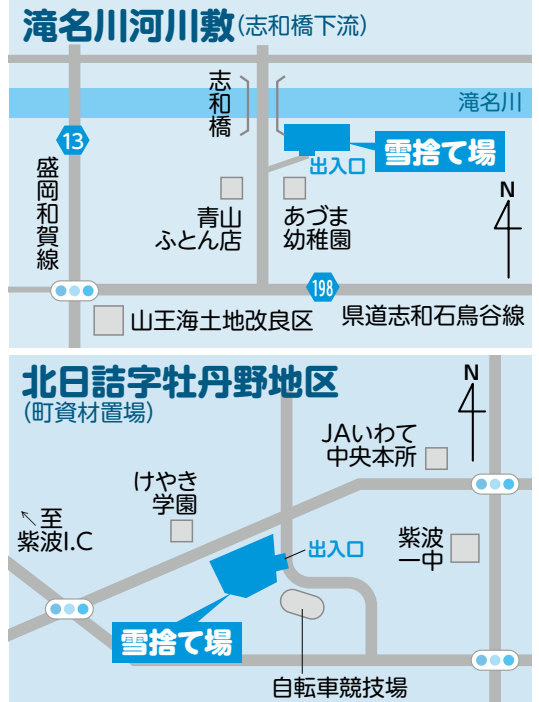 滝名川河川敷(志和橋下流)
志和橋
滝名川
13
雪捨て場
出入口
盛岡和賀線
N
青山
ふとん店
あづま
幼稚園
198
山王海土地改良区
県道志和石鳥谷線
北日詰字牡丹野地区
(町資材置場)
N
JAいわて
中央本所
けやき
学園
↖至
紫波I.C
出入口
紫波
一中
雪捨て場
自転車競技場